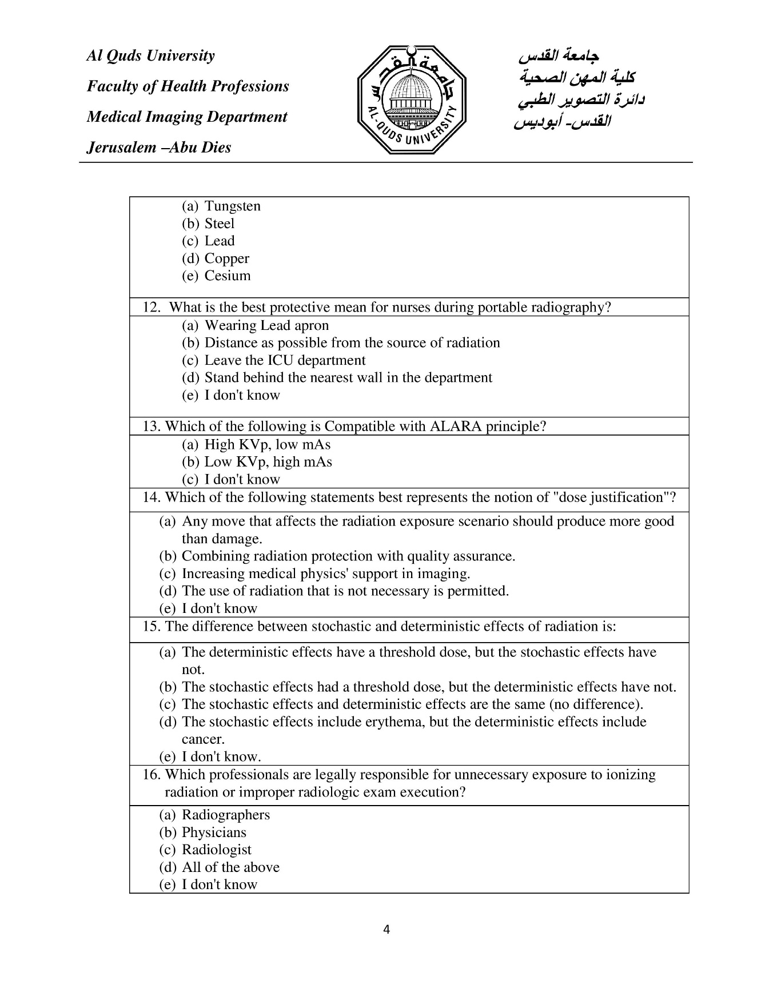 Al Quds University
Faculty of Health Professions
Medical Imaging Department
Jerusalem –Abu Dies
جامعة القدس
AL-QUDS UNIVERSITY
جامعة القدس
كلية المهن الصحية
دائرة التصوير الطبي
القدس- أبوديس
(a) Tungsten
(b) Steel
(c) Lead
(d) Copper
(e) Cesium
12. What is the best protective mean for nurses during portable radiography?
(a) Wearing Lead apron
(b) Distance as possible from the source of radiation
(c) Leave the ICU department
(d) Stand behind the nearest wall in the department
(e) I don't know
13. Which of the following is Compatible with ALARA principle?
(a) High KVp, low mAs
(b) Low KVp, high mAs
(c) I don't know
14. Which of the following statements best represents the notion of "dose justification"?
(a) Any move that affects the radiation exposure scenario should produce more good
than damage.
(b) Combining radiation protection with quality assurance.
(c) Increasing medical physics' support in imaging.
(d) The use of radiation that is not necessary is permitted.
(e) I don't know
15. The difference between stochastic and deterministic effects of radiation is:
(a) The deterministic effects have a threshold dose, but the stochastic effects have
not.
(b) The stochastic effects had a threshold dose, but the deterministic effects have not.
(c) The stochastic effects and deterministic effects are the same (no difference).
(d) The stochastic effects include erythema, but the deterministic effects include
cancer.
(e) I don't know.
16. Which professionals are legally responsible for unnecessary exposure to ionizing
radiation or improper radiologic exam execution?
(a) Radiographers
(b) Physicians
(c) Radiologist
(d) All of the above
(e) I don't know
4